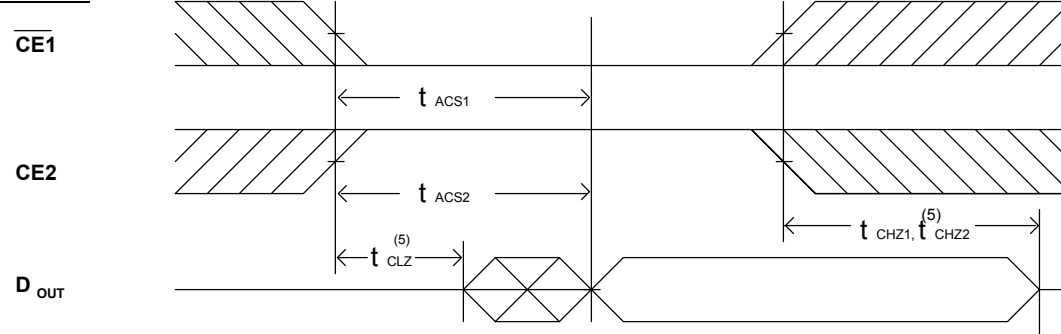 CE1
t ACS1
CE2
t ACS2
t CHZ1, t CHZ2 (5)
t CLZ (5)
D OUT